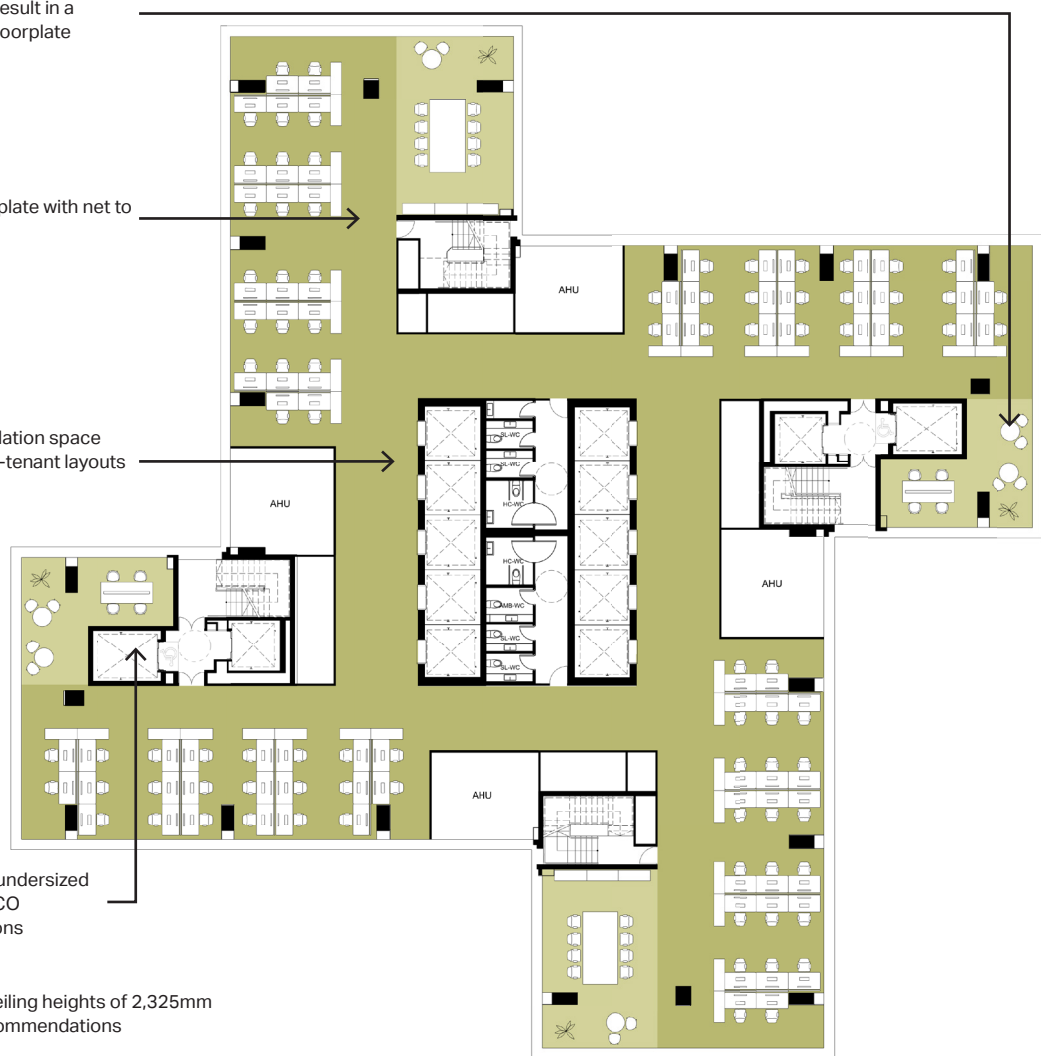 esult in a
oorplate
plate with net to
AHU
lation space
-tenant layouts
SL-WC
SL-WC
HC-WC
AHU
HC-WC
AMB-WC
SL-WC
SL-WC
AHU
AHU
undersized
CO
ons
eiling heights of 2,325mm
ommendations